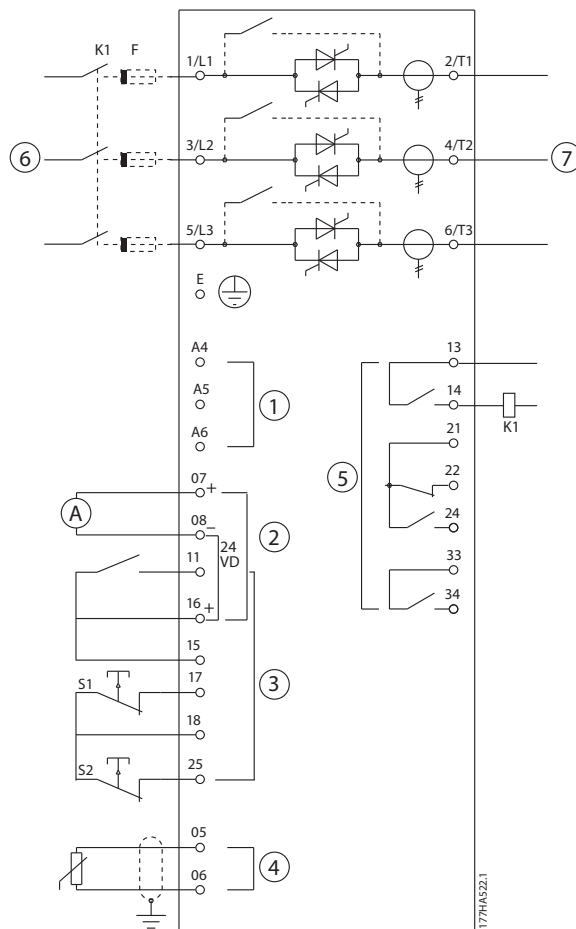 K1 F 1/L1 2/T1
6 3/L2 4/T2 7
5/L3 6/T3
E
A4 13
A5 1 14
A6 K1
21
07 + 5 22
A 08 – 2 24
24
VD
11 33
16 + 34
15
S1 17 3
18
S2 25
05
4
06
177HA522.1